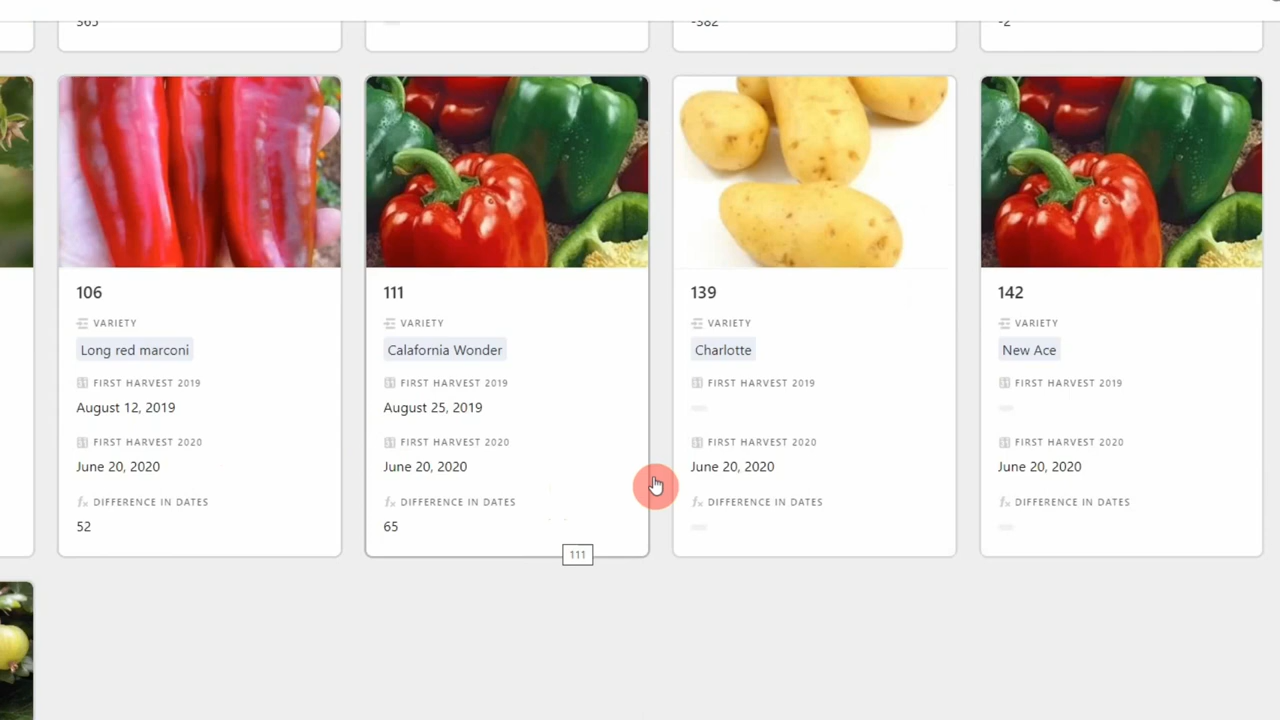 365
-382
-2
106
111
139
142
VARIETY
VARIETY
VARIETY
VARIETY
Long red marconi
Calafornia Wonder
Charlotte
New Ace
FIRST HARVEST 2019
FIRST HARVEST 2019
FIRST HARVEST 2019
FIRST HARVEST 2019
August 12, 2019
August 25, 2019
FIRST HARVEST 2020
FIRST HARVEST 2020
FIRST HARVEST 2020
FIRST HARVEST 2020
June 20, 2020
June 20, 2020
June 20, 2020
June 20, 2020
fx DIFFERENCE IN DATES
fx DIFFERENCE IN DATES
fx DIFFERENCE IN DATES
fx DIFFERENCE IN DATES
52
65
111